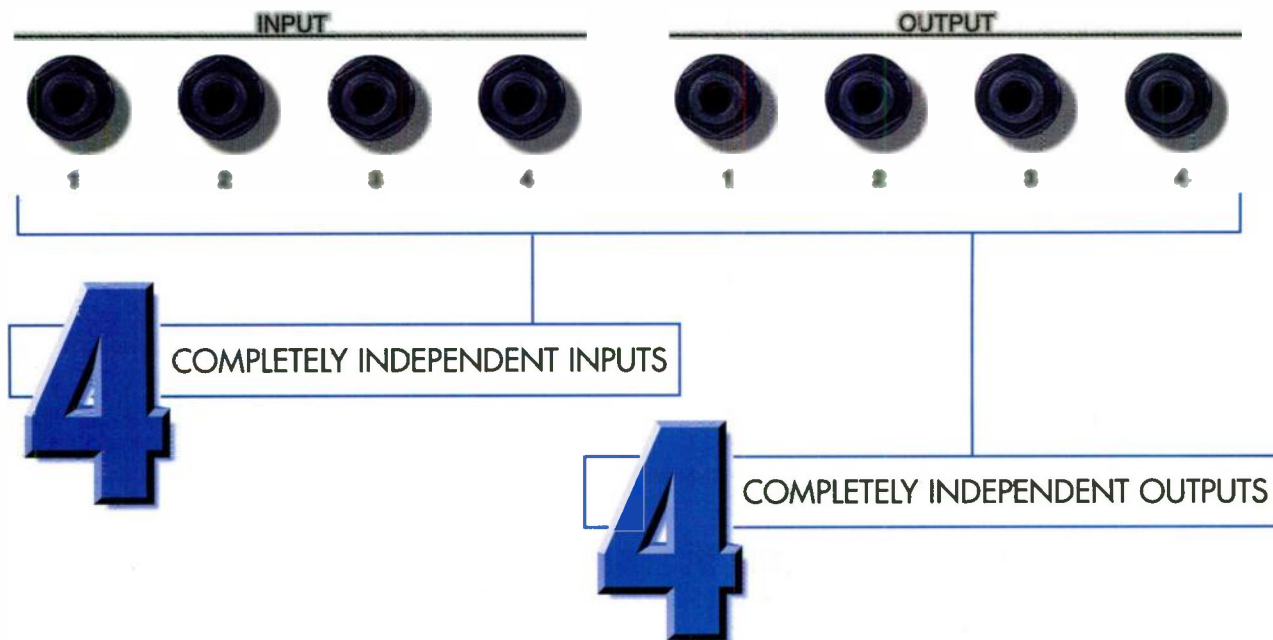 INPUT OUTPUT
1 2 3 4 1 2 3 4
4 COMPLETELY INDEPENDENT INPUTS
4 COMPLETELY INDEPENDENT OUTPUTS